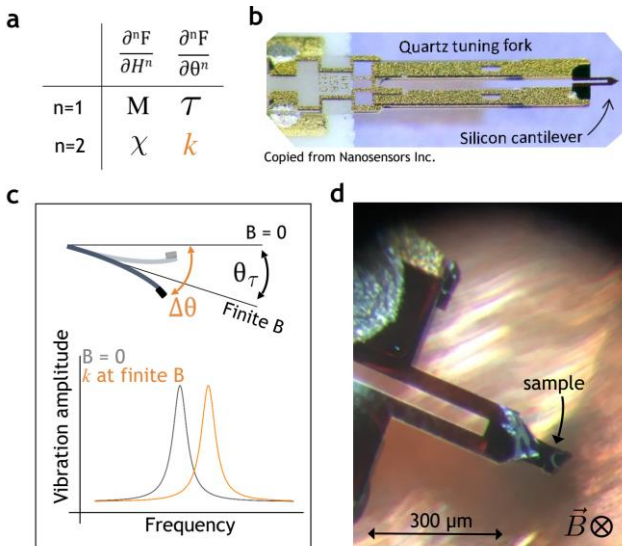 a
∂ⁿF/∂Hⁿ ∂ⁿF/∂θⁿ
n=1 M τ
n=2 χ k
b
Quartz tuning fork
Silicon cantilever
Copied from Nanosensors Inc.
c
B = 0
θτ
Δθ
Finite B
B = 0
k at finite B
Vibration amplitude
Frequency
d
sample
300 μm
B⃗ ⊗